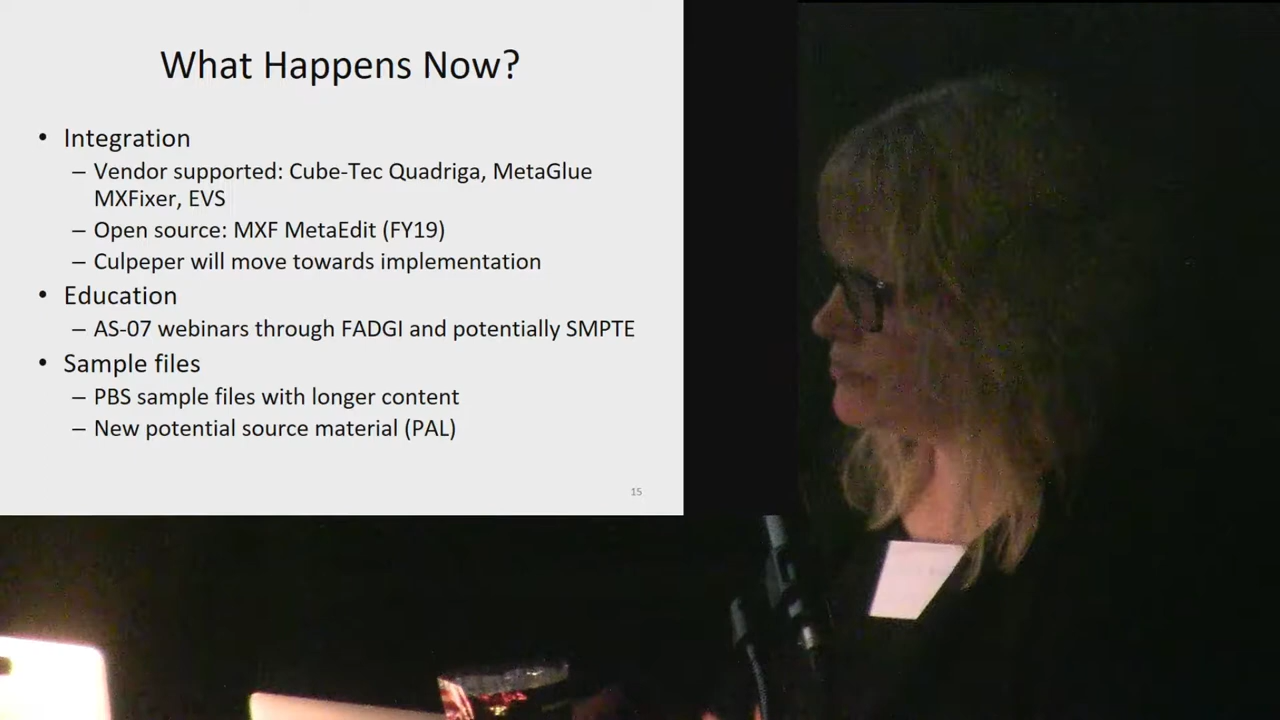 What Happens Now?
• Integration
– Vendor supported: Cube-Tec Quadriga, MetaGlue
MXFixer, EVS
– Open source: MXF MetaEdit (FY19)
– Culpeper will move towards implementation
• Education
– AS-07 webinars through FADGI and potentially SMPTE
• Sample files
– PBS sample files with longer content
– New potential source material (PAL)
15